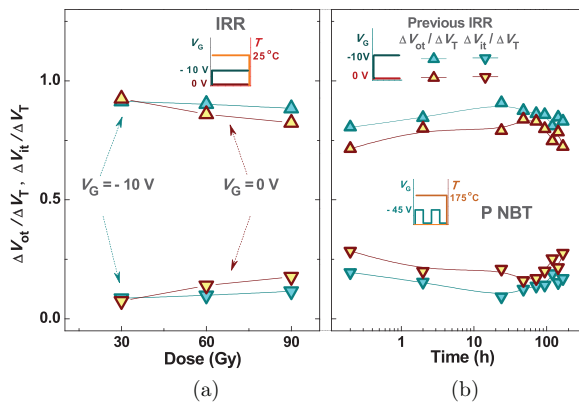 IRR
V_G T
25°C
- 10 V
0 V
1.0
0.5
0.0
V_G = - 10 V
V_G = 0 V
ΔV_ot/ΔV_T, ΔV_it/ΔV_T
30 60 90
Dose (Gy)
(a)
Previous IRR
V_G ΔV_ot/ΔV_T ΔV_it/ΔV_T
-10V
0 V
V_G T
175°C
-45 V
P NBT
1 10 100
Time (h)
(b)